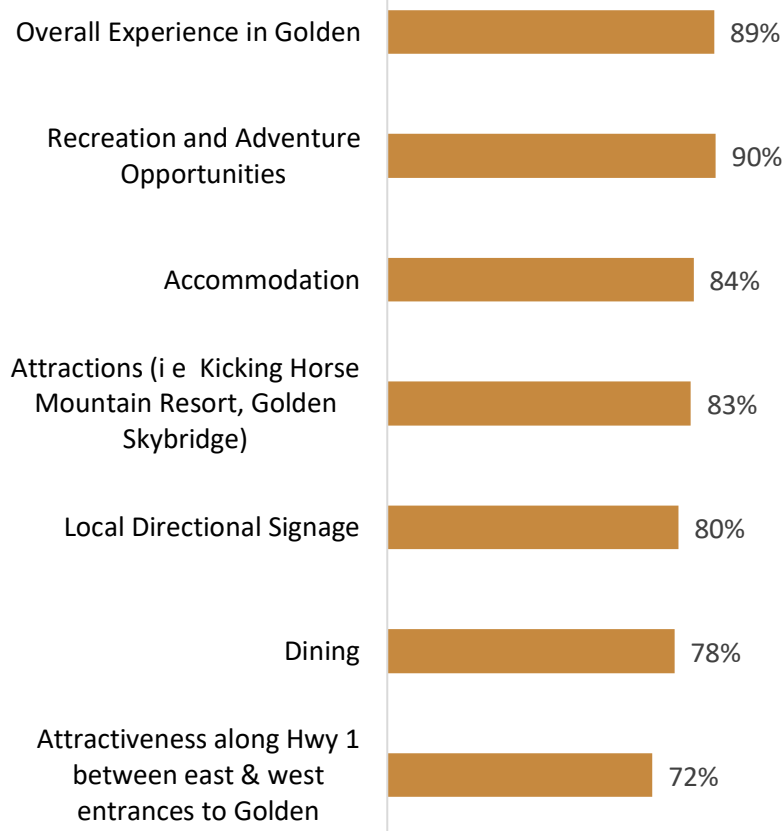 Overall Experience in Golden 89%
Recreation and Adventure
Opportunities 90%
Accommodation 84%
Attractions (i e  Kicking Horse
Mountain Resort, Golden
Skybridge) 83%
Local Directional Signage 80%
Dining 78%
Attractiveness along Hwy 1
between east & west
entrances to Golden 72%